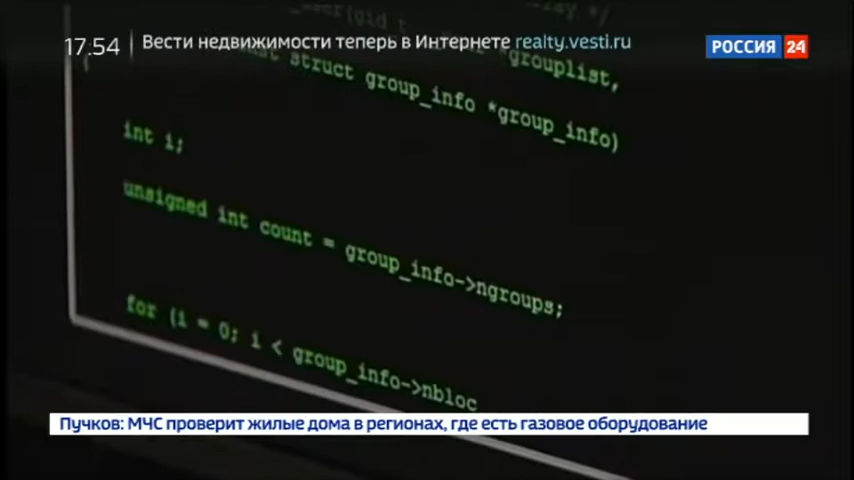 17.54
Вести недвижимости теперь в Интернете realty.vesti.ru
РОССИЯ 24
grouplist,
struct group_info *group_info)
int i;
unsigned int count = group_info->ngroups;
for (i = 0; i < group_info->nbloc
Пучков: МЧС проверит жилые дома в регионах, где есть газовое оборудование